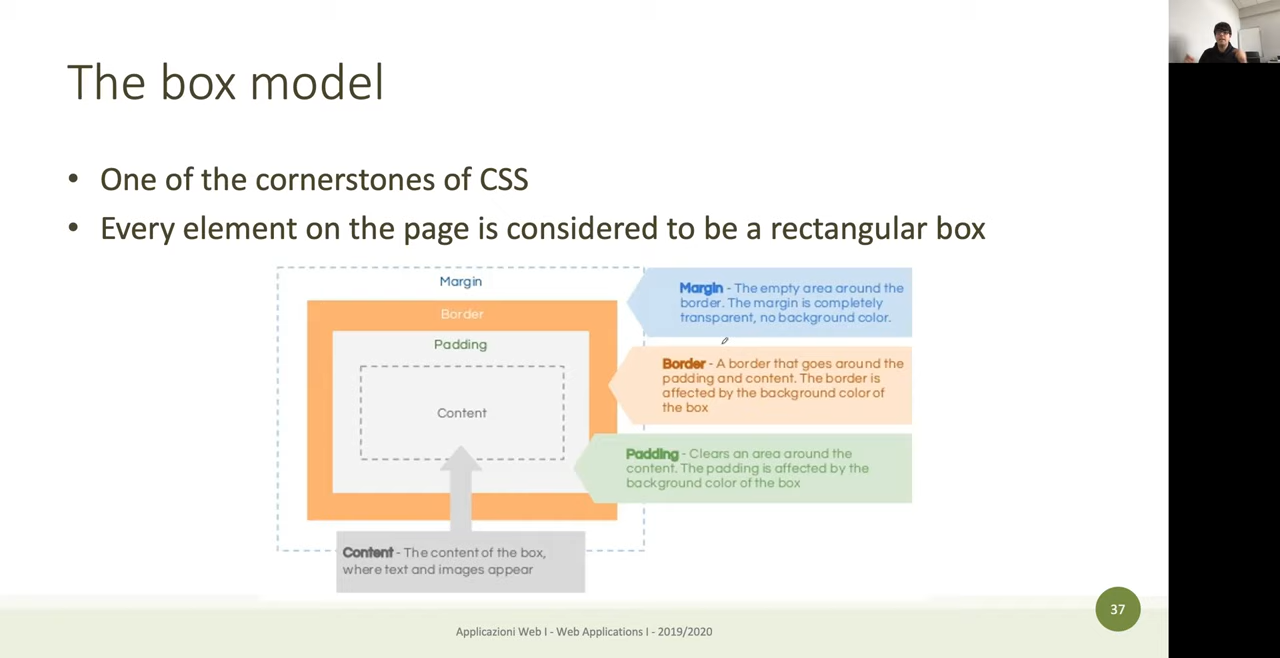 The box model
• One of the cornerstones of CSS
• Every element on the page is considered to be a rectangular box
Margin
Border
Padding
Content
Margin - The empty area around the
border. The margin is completely
transparent, no background color.
Border - A border that goes around the
padding and content. The border is
affected by the background color of
the box
Padding - Clears an area around the
content. The padding is affected by the
background color of the box
Content - The content of the box,
where text and images appear
37
Applicazioni Web I - Web Applications I - 2019/2020